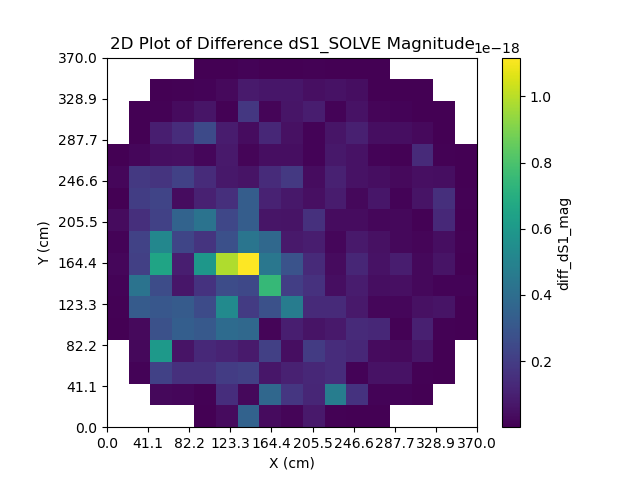 2D Plot of Difference dS1_SOLVE Magnitude
1e−18
370.0
328.9
287.7
246.6
205.5
164.4
123.3
82.2
41.1
0.0
Y (cm)
0.0 41.1 82.2 123.3 164.4 205.5 246.6 287.7 328.9 370.0
X (cm)
1.0
0.8
0.6
0.4
0.2
diff_dS1_mag